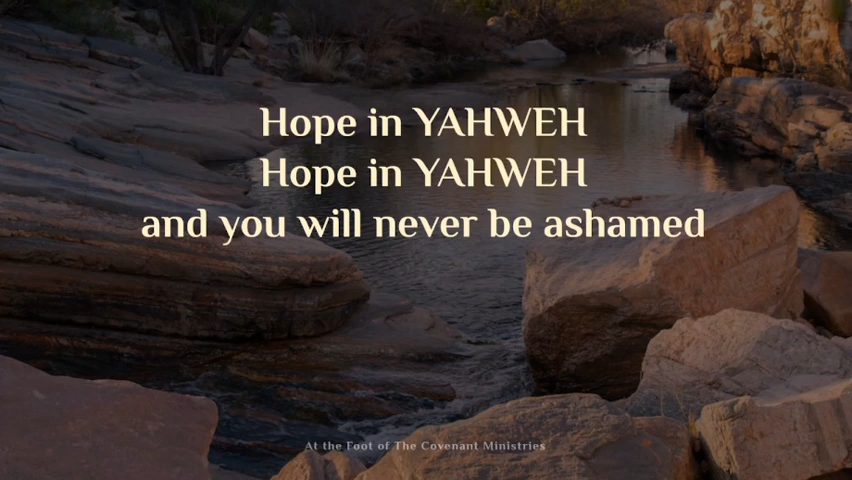 Hope in YAHWEH
Hope in YAHWEH
and you will never be ashamed
At the Foot of The Covenant Ministries